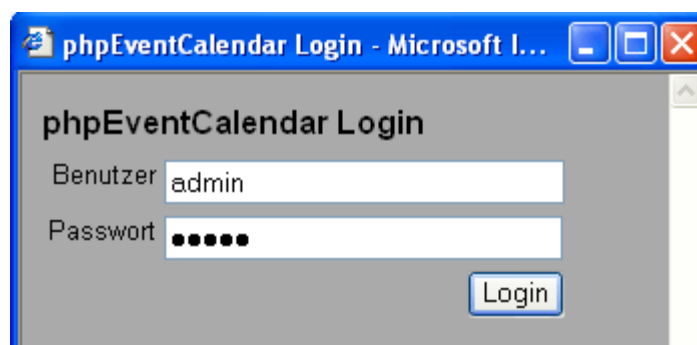 phpEventCalendar Login - Microsoft I...
phpEventCalendar Login
Benutzer admin
Passwort ●●●●●
Login